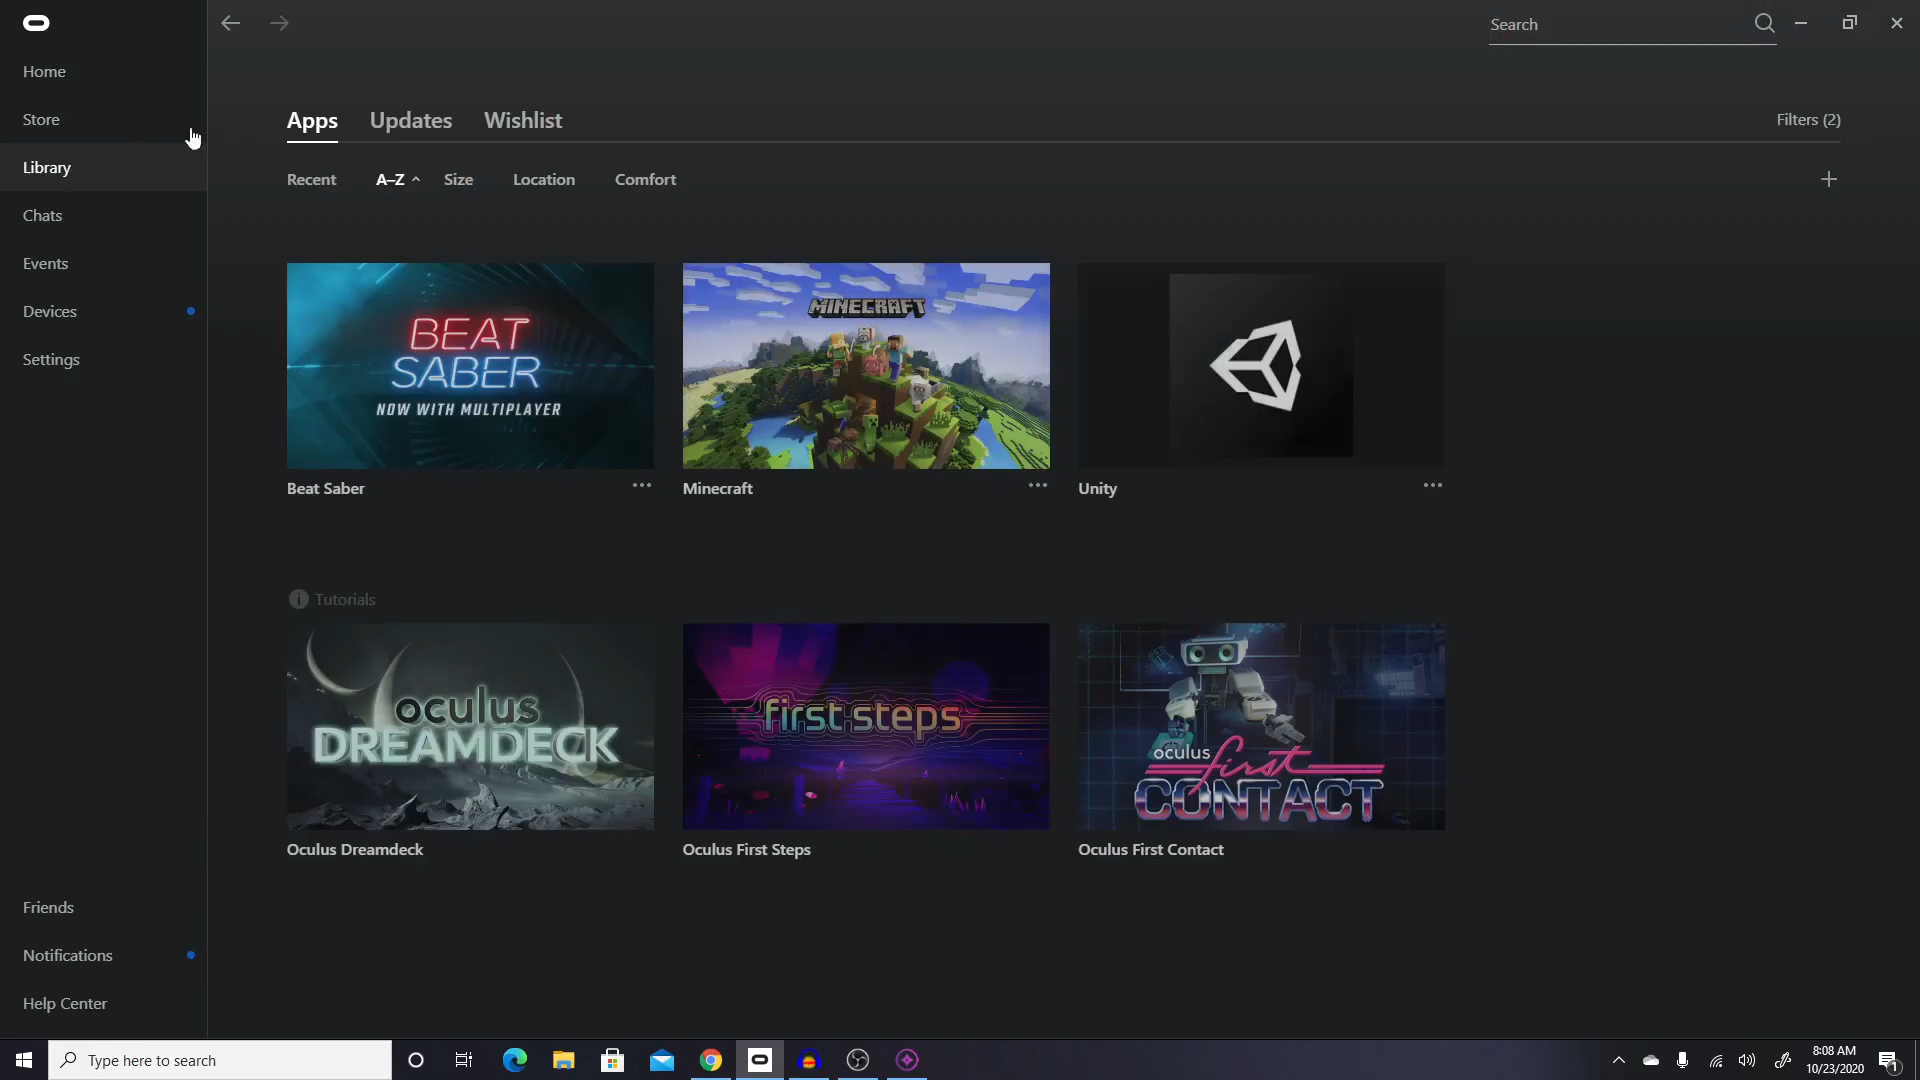 Search
Home
Store
Library
Chats
Events
Devices
Settings
Apps Updates Wishlist
Filters (2)
Recent A–Z Size Location Comfort
BEAT
SABER
NOW WITH MULTIPLAYER
MINECRAFT
Beat Saber
Minecraft
Unity
Tutorials
oculus
DREAMDECK
first steps
oculus first
CONTACT
Oculus Dreamdeck
Oculus First Steps
Oculus First Contact
Friends
Notifications
Help Center
Type here to search
8:08 AM
10/23/2020
1